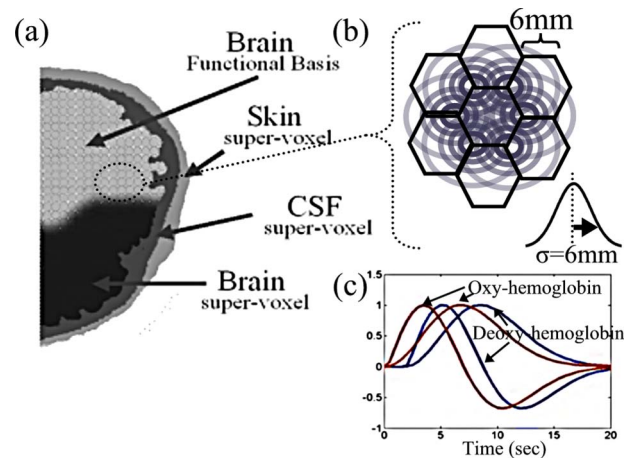 (a)
Brain
Functional Basis
Skin
super-voxel
CSF
super-voxel
Brain
super-voxel
(b)
6mm
σ=6mm
(c)
Oxy-hemoglobin
Deoxy-hemoglobin
1.5
1
0.5
0
-0.5
-1
0 5 10 15 20
Time (sec)